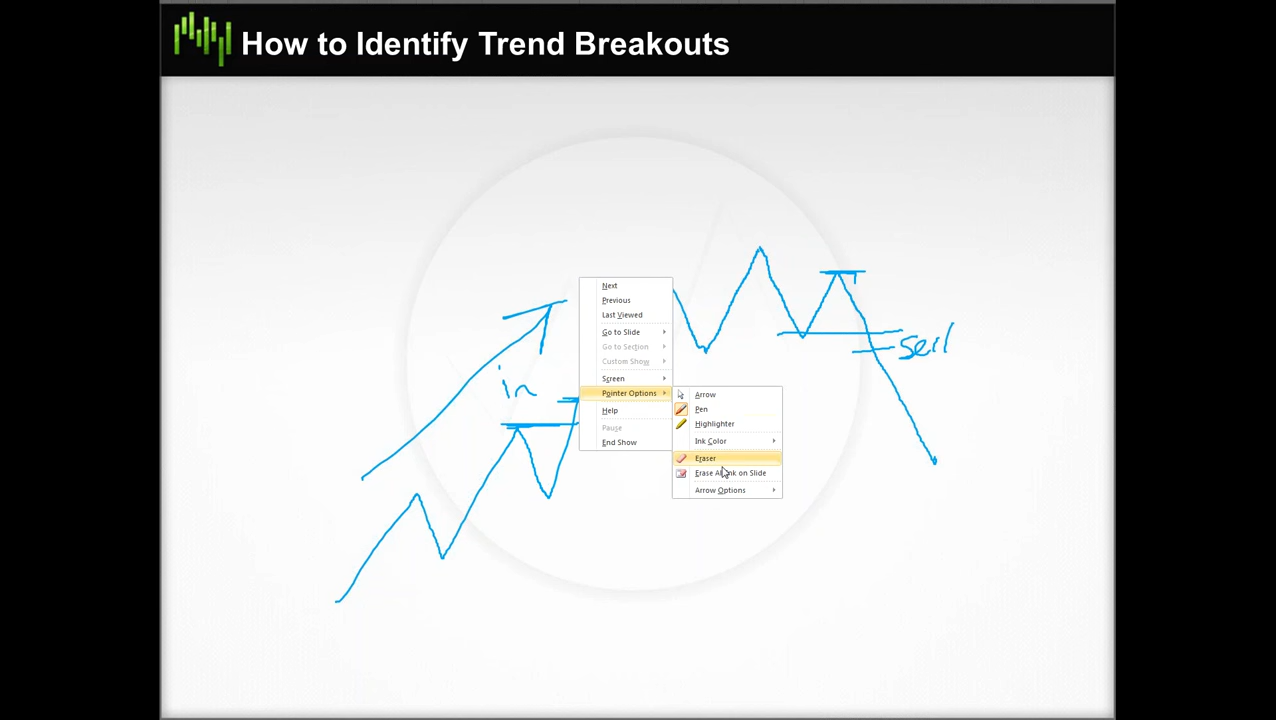 How to Identify Trend Breakouts
Next
Previous
Last Viewed
Go to Slide
Go to Section
Custom Show
Screen
Pointer Options
Help
Pause
End Show
Arrow
Pen
Highlighter
Ink Color
Eraser
Erase All Ink on Slide
Arrow Options
in
sell